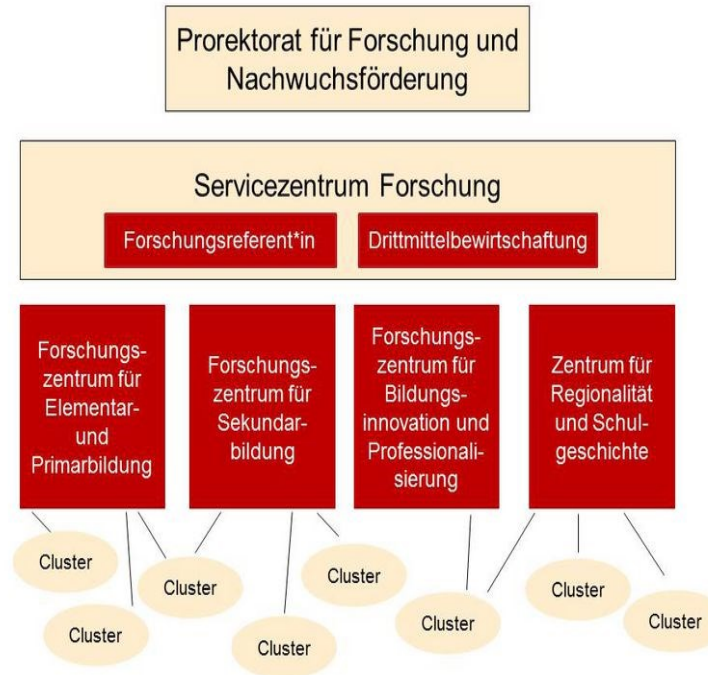 Prorektorat für Forschung und
Nachwuchsförderung
Servicezentrum Forschung
Forschungsreferent*in
Drittmittelbewirtschaftung
Forschungs-
zentrum für
Elementar-
und
Primarbildung
Forschungs-
zentrum für
Sekundar-
bildung
Forschungs-
zentrum für
Bildungs-
innovation und
Professionali-
sierung
Zentrum für
Regionalität
und Schul-
geschichte
Cluster
Cluster
Cluster
Cluster
Cluster
Cluster
Cluster
Cluster